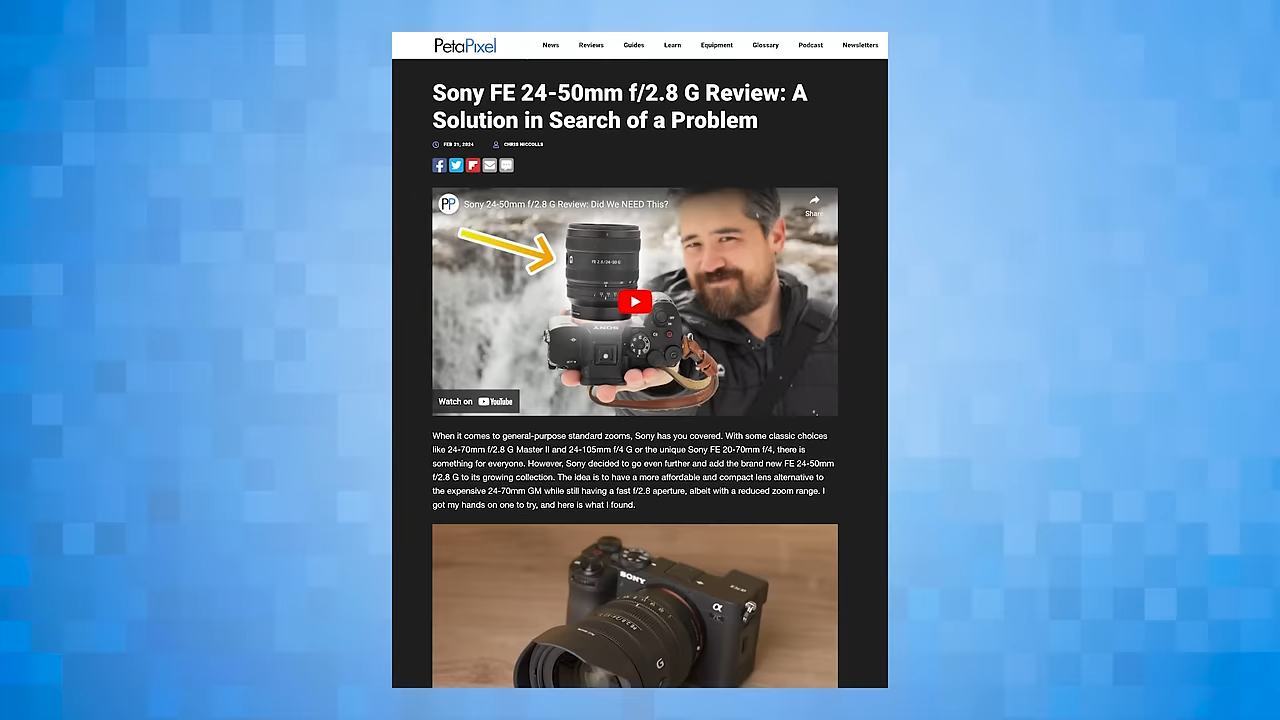 PetaPixel
News Reviews Guides Learn Equipment Glossary Podcast Newsletters
Sony FE 24-50mm f/2.8 G Review: A
Solution in Search of a Problem
FEB 21, 2024 CHRIS NICCOLLS
PP Sony 24-50mm f/2.8 G Review: Did We NEED This?
Share
FE 2.8/24-50 G
SONY
Watch on YouTube
When it comes to general-purpose standard zooms, Sony has you covered. With some classic choices
like 24-70mm f/2.8 G Master II and 24-105mm f/4 G or the unique Sony FE 20-70mm f/4, there is
something for everyone. However, Sony decided to go even further and add the brand new FE 24-50mm
f/2.8 G to its growing collection. The idea is to have a more affordable and compact lens alternative to
the expensive 24-70mm GM while still having a fast f/2.8 aperture, albeit with a reduced zoom range. I
got my hands on one to try, and here is what I found.
SONY
α
G